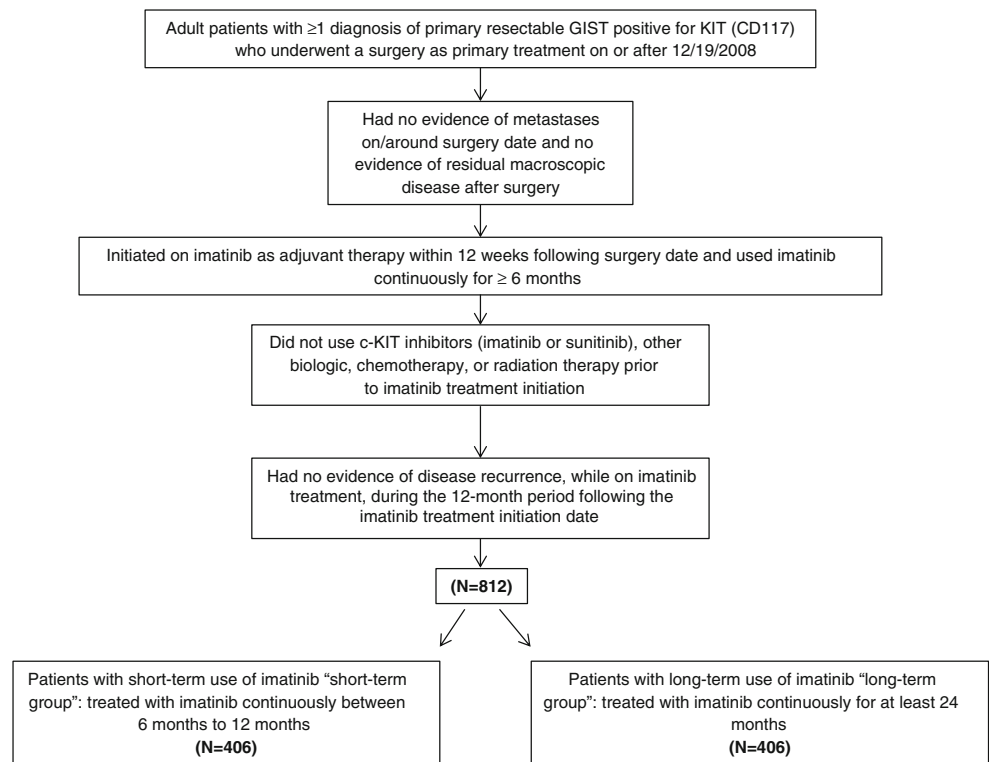 Adult patients with ≥1 diagnosis of primary resectable GIST positive for KIT (CD117)
who underwent a surgery as primary treatment on or after 12/19/2008
Had no evidence of metastases
on/around surgery date and no
evidence of residual macroscopic
disease after surgery
Initiated on imatinib as adjuvant therapy within 12 weeks following surgery date and used imatinib
continuously for ≥ 6 months
Did not use c-KIT inhibitors (imatinib or sunitinib), other
biologic, chemotherapy, or radiation therapy prior
to imatinib treatment initiation
Had no evidence of disease recurrence, while on imatinib
treatment, during the 12-month period following the
imatinib treatment initiation date
(N=812)
Patients with short-term use of imatinib “short-term
group”: treated with imatinib continuously between
6 months to 12 months
(N=406)
Patients with long-term use of imatinib “long-term
group”: treated with imatinib continuously for at least 24
months
(N=406)